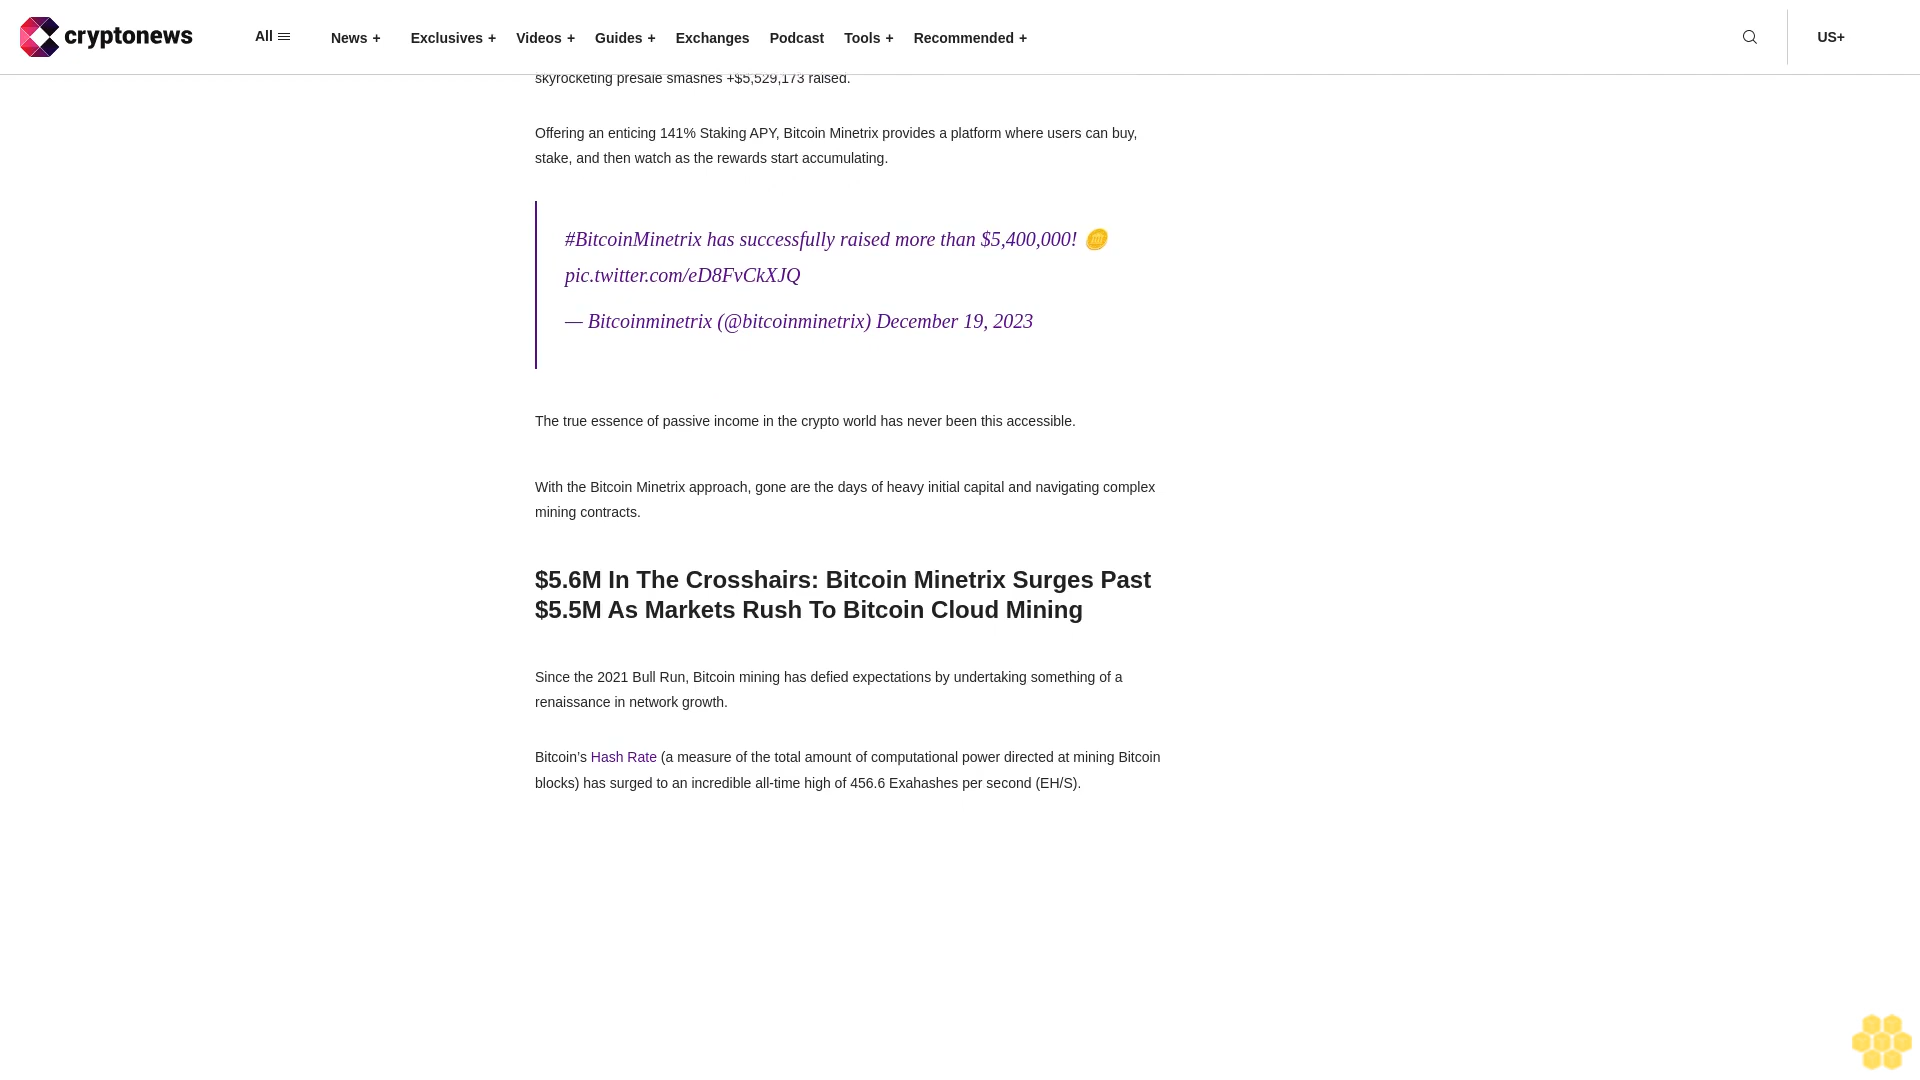 cryptonews
All
News +
Exclusives +
Videos +
Guides +
Exchanges
Podcast
Tools +
Recommended +
US+
skyrocketing presale smashes +$5,529,173 raised.
Offering an enticing 141% Staking APY, Bitcoin Minetrix provides a platform where users can buy,
stake, and then watch as the rewards start accumulating.
#BitcoinMinetrix has successfully raised more than $5,400,000! 🪙
pic.twitter.com/eD8FvCkXJQ
— Bitcoinminetrix (@bitcoinminetrix) December 19, 2023
The true essence of passive income in the crypto world has never been this accessible.
With the Bitcoin Minetrix approach, gone are the days of heavy initial capital and navigating complex
mining contracts.
$5.6M In The Crosshairs: Bitcoin Minetrix Surges Past
$5.5M As Markets Rush To Bitcoin Cloud Mining
Since the 2021 Bull Run, Bitcoin mining has defied expectations by undertaking something of a
renaissance in network growth.
Bitcoin’s Hash Rate (a measure of the total amount of computational power directed at mining Bitcoin
blocks) has surged to an incredible all-time high of 456.6 Exahashes per second (EH/S).